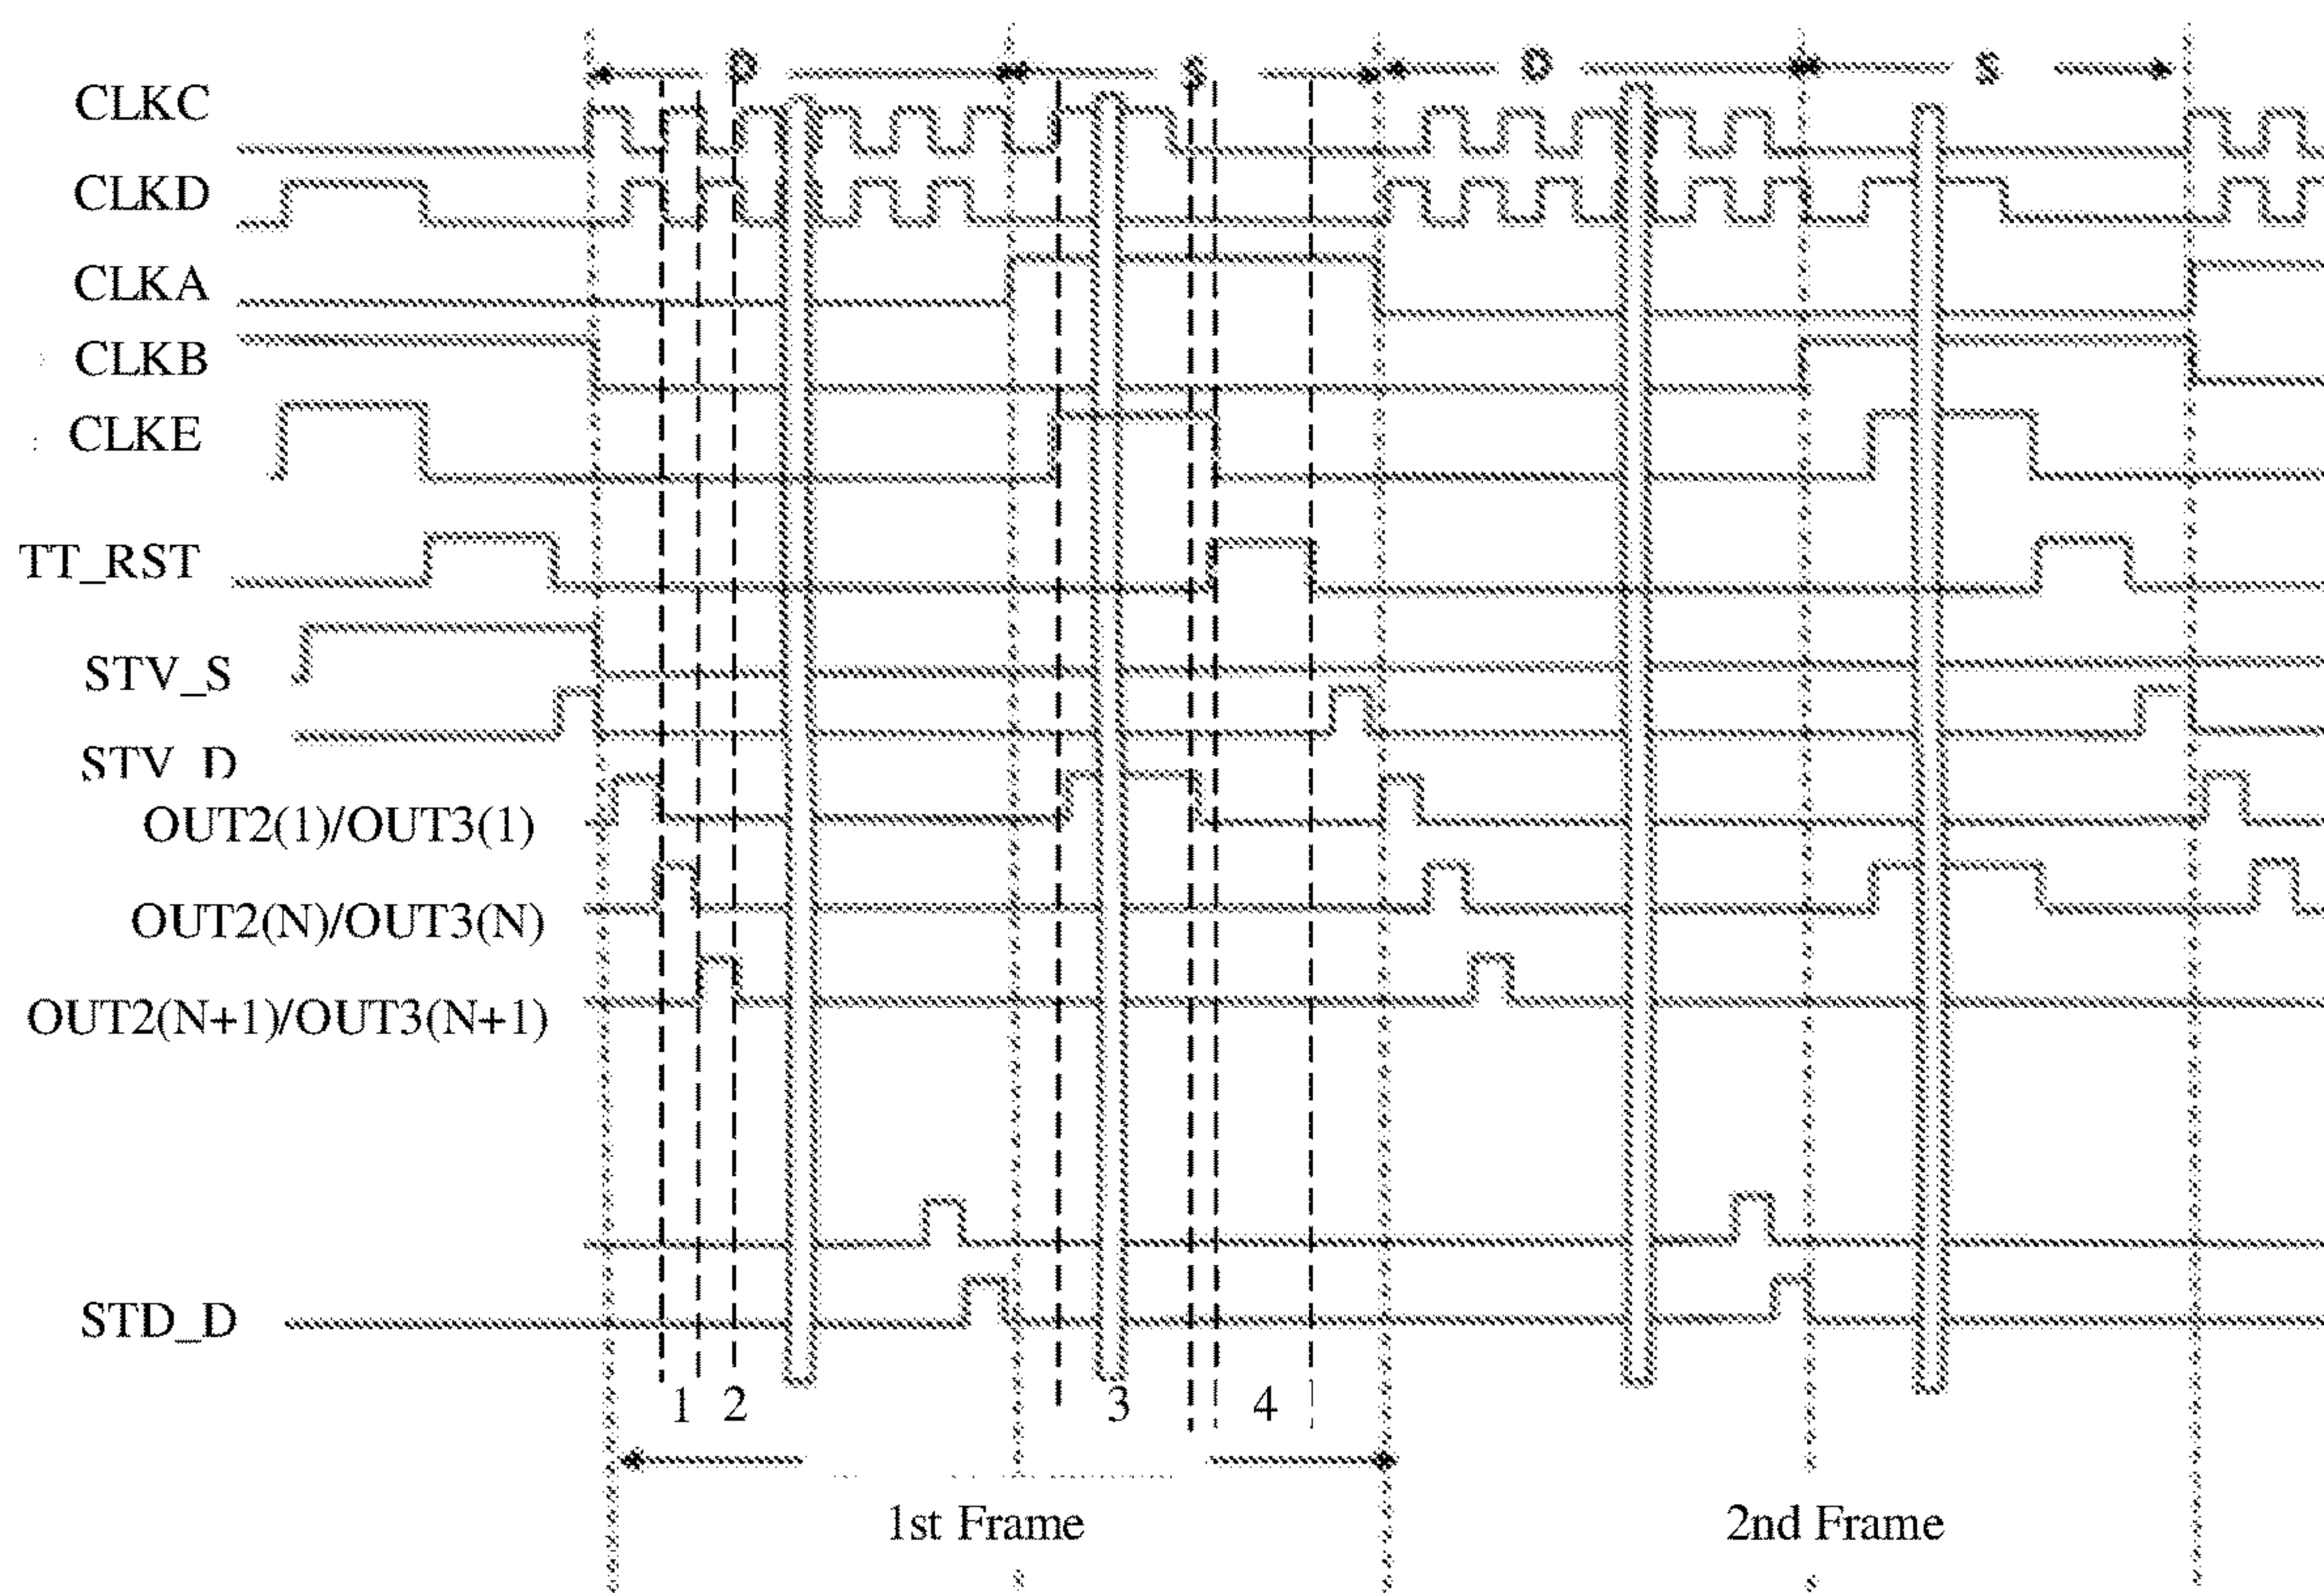 D S D S
CLKC
CLKD
CLKA
CLKB
CLKE
TT_RST
STV_S
STV_D
OUT2(1)/OUT3(1)
OUT2(N)/OUT3(N)
OUT2(N+1)/OUT3(N+1)
STD_D
1 2 3 4
1st Frame 2nd Frame